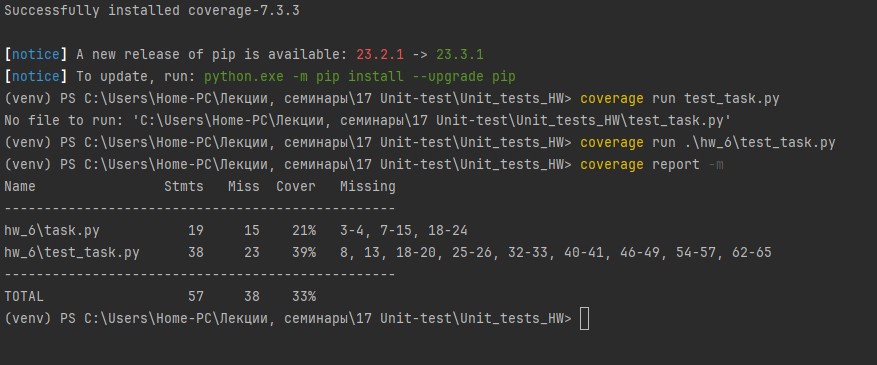 Successfully installed coverage-7.3.3
[notice] A new release of pip is available: 23.2.1 -> 23.3.1
[notice] To update, run: python.exe -m pip install --upgrade pip
(venv) PS C:\Users\Home-PC\Лекции, семинары\17 Unit-test\Unit_tests_HW> coverage run test_task.py
No file to run: 'C:\Users\Home-PC\Лекции, семинары\17 Unit-test\Unit_tests_HW\test_task.py'
(venv) PS C:\Users\Home-PC\Лекции, семинары\17 Unit-test\Unit_tests_HW> coverage run .\hw_6\test_task.py
(venv) PS C:\Users\Home-PC\Лекции, семинары\17 Unit-test\Unit_tests_HW> coverage report -m
Name                Stmts   Miss  Cover   Missing
-------------------------------------------------
hw_6\task.py           19     15    21%   3-4, 7-15, 18-24
hw_6\test_task.py      38     23    39%   8, 13, 18-20, 25-26, 32-33, 40-41, 46-49, 54-57, 62-65
-------------------------------------------------
TOTAL                  57     38    33%
(venv) PS C:\Users\Home-PC\Лекции, семинары\17 Unit-test\Unit_tests_HW>